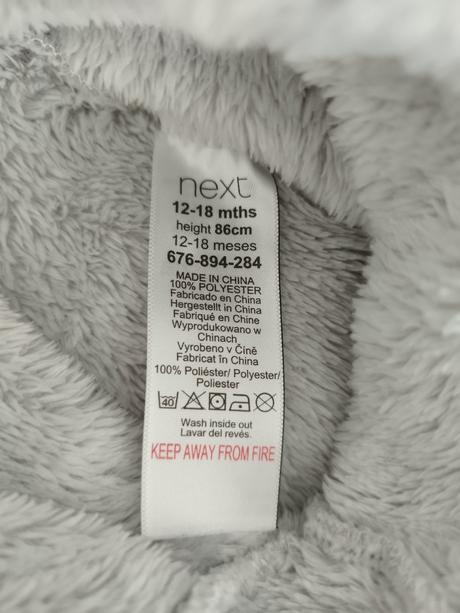 next
12-18 mths
height 86cm
12-18 meses
676-894-284
MADE IN CHINA
100% POLYESTER
Fabricado en China
Hergestellt in China
Fabriqué en Chine
Wyprodukowano w
Chinach
Vyrobeno v Číně
Fabricat în China
100% Poliéster/ Polyester/
Poliester
40
Wash inside out
Lavar del revés.
KEEP AWAY FROM FIRE